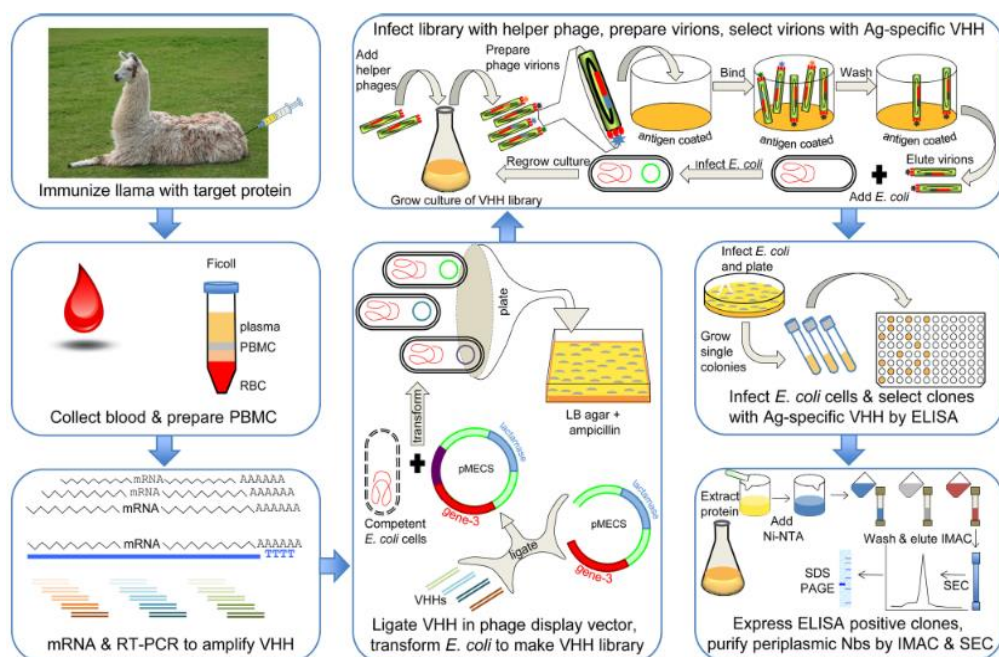 Immunize llama with target protein
Ficoll
plasma
PBMC
RBC
Collect blood & prepare PBMC
mRNA AAAAAA
mRNA AAAAAA
mRNA AAAAAA
mRNA AAAAAA
TTTT
mRNA & RT-PCR to amplify VHH
plate
LB agar +
ampicillin
transform
Competent
E. coli cells
lactamase
pMECS
gene-3
lactamase
pMECS
gene-3
ligate
VHHs
Ligate VHH in phage display vector,
transform E. coli to make VHH library
Infect library with helper phage, prepare virions, select virions with Ag-specific VHH
Add
helper
phages
Prepare
phage virions
Bind
Wash
antigen coated
antigen coated
antigen coated
Elute virions
Add E. coli
infect E. coli
Regrow culture
Grow culture of VHH library
Infect E. coli
and plate
Grow
single
colonies
Infect E. coli cells & select clones
with Ag-specific VHH by ELISA
Extract
protein
Add
Ni-NTA
Wash & elute IMAC
SEC
SDS
PAGE
Express ELISA positive clones,
purify periplasmic Nbs by IMAC & SEC